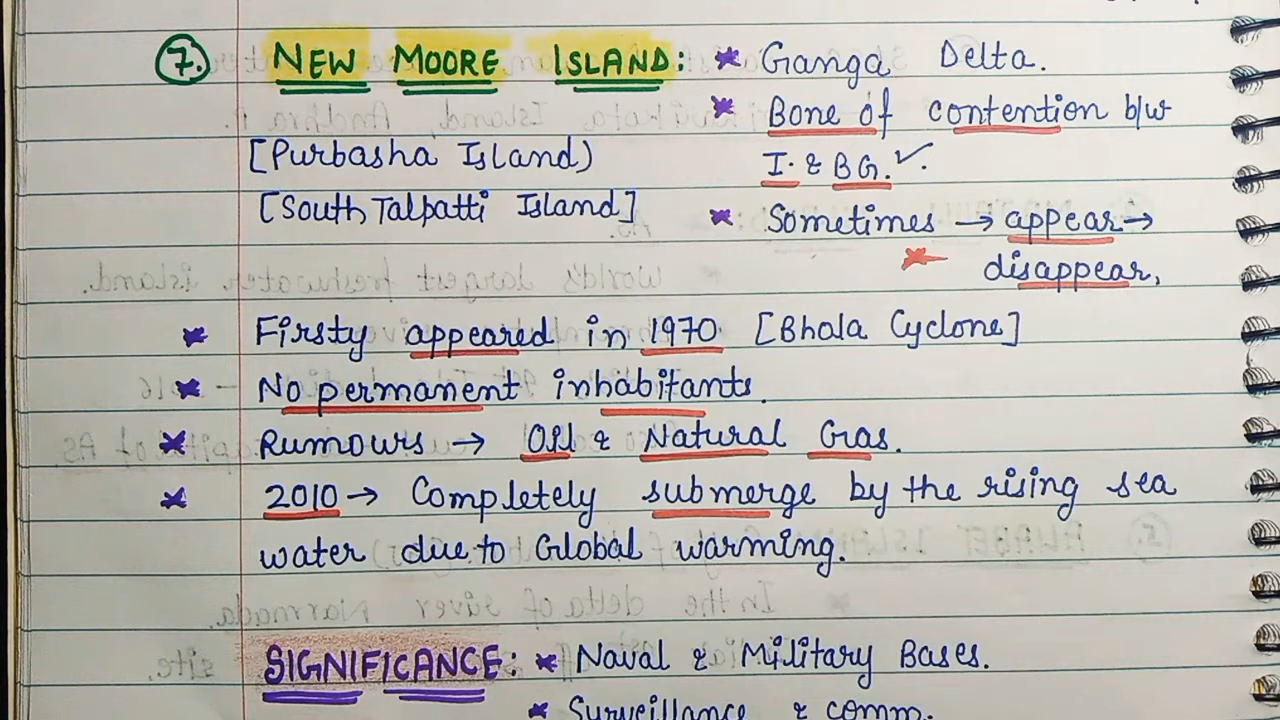 7. NEW MOORE ISLAND: * Ganga Delta.
* Bone of contention b/w
[Purbasha Island) I. & BG. ✓.
[South Talpatti Island] * Sometimes → appear →
* disappear,
* Firsty appeared in 1970 [Bhola Cyclone]
* No permanent inhabitants.
* Rumours → Oil & Natural Gas.
* 2010 → Completely submerge by the rising sea
water due to Global warming.
SIGNIFICANCE: * Naval & Military Bases.
* Surveillance & comm.